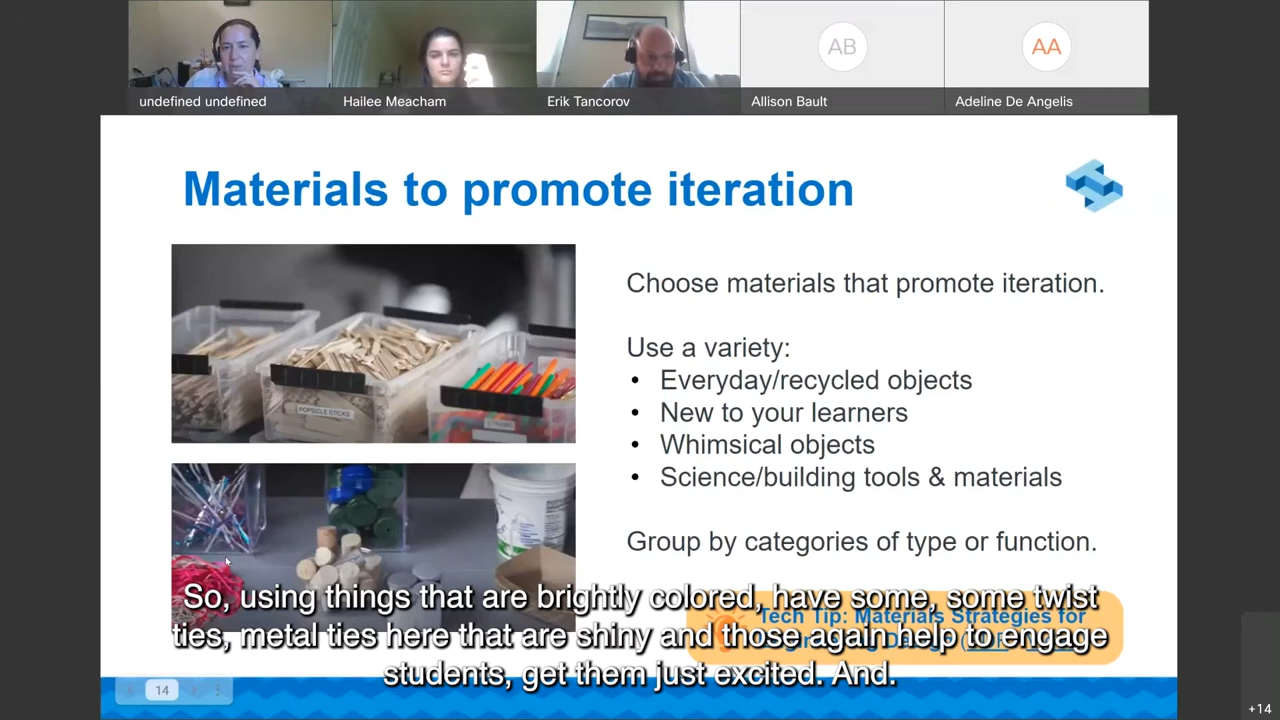 AB
AA
undefined undefined
Hailee Meacham
Erik Tancorov
Allison Bault
Adeline De Angelis
Materials to promote iteration
Choose materials that promote iteration.
Use a variety:
• Everyday/recycled objects
• New to your learners
• Whimsical objects
• Science/building tools & materials
Group by categories of type or function.
POPSICLE STICKS
Tech Tip: Materials Strategies for
So, using things that are brightly colored, have some, some twist
ties, metal ties here that are shiny and those again help to engage
students, get them just excited. And.
14
+14